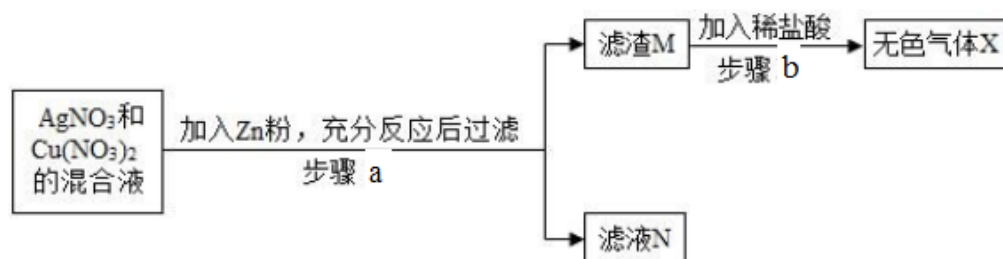 AgNO₃和
Cu(NO₃)₂
的混合液
加入Zn粉，充分反应后过滤
步骤 a
滤渣M
加入稀盐酸
步骤 b
无色气体X
滤液N